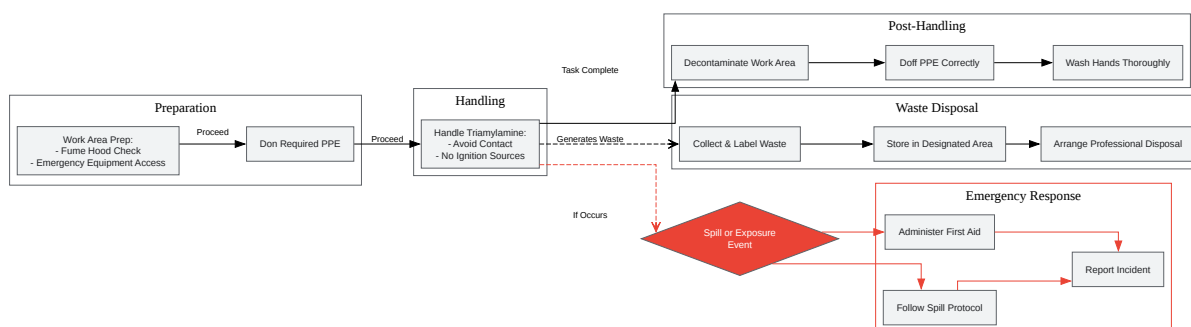 Preparation
Work Area Prep:
- Fume Hood Check
- Emergency Equipment Access
Proceed
Don Required PPE
Proceed
Handling
Handle Triamylamine:
- Avoid Contact
- No Ignition Sources
Task Complete
Generates Waste
If Occurs
Post-Handling
Decontaminate Work Area
Doff PPE Correctly
Wash Hands Thoroughly
Waste Disposal
Collect & Label Waste
Store in Designated Area
Arrange Professional Disposal
Spill or Exposure
Event
Emergency Response
Administer First Aid
Follow Spill Protocol
Report Incident